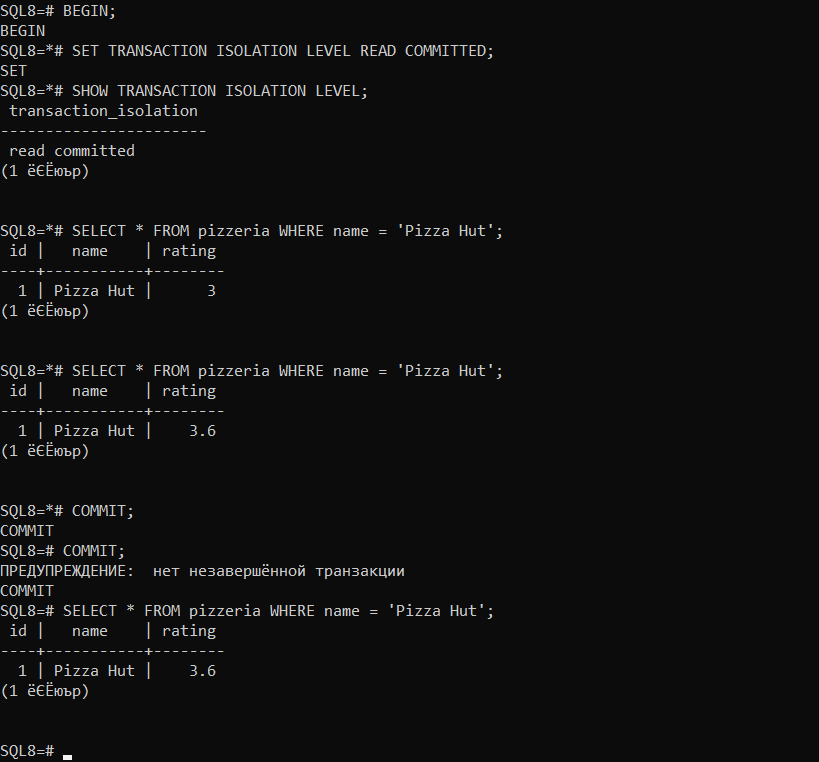 SQL8=# BEGIN;
BEGIN
SQL8=*# SET TRANSACTION ISOLATION LEVEL READ COMMITTED;
SET
SQL8=*# SHOW TRANSACTION ISOLATION LEVEL;
 transaction_isolation
-----------------------
 read committed
(1 ёЄЁюър)
SQL8=*# SELECT * FROM pizzeria WHERE name = 'Pizza Hut';
 id |   name    | rating
----+-----------+--------
  1 | Pizza Hut |      3
(1 ёЄЁюър)
SQL8=*# SELECT * FROM pizzeria WHERE name = 'Pizza Hut';
 id |   name    | rating
----+-----------+--------
  1 | Pizza Hut |    3.6
(1 ёЄЁюър)
SQL8=*# COMMIT;
COMMIT
SQL8=# COMMIT;
ПРЕДУПРЕЖДЕНИЕ:  нет незавершённой транзакции
COMMIT
SQL8=# SELECT * FROM pizzeria WHERE name = 'Pizza Hut';
 id |   name    | rating
----+-----------+--------
  1 | Pizza Hut |    3.6
(1 ёЄЁюър)
SQL8=#